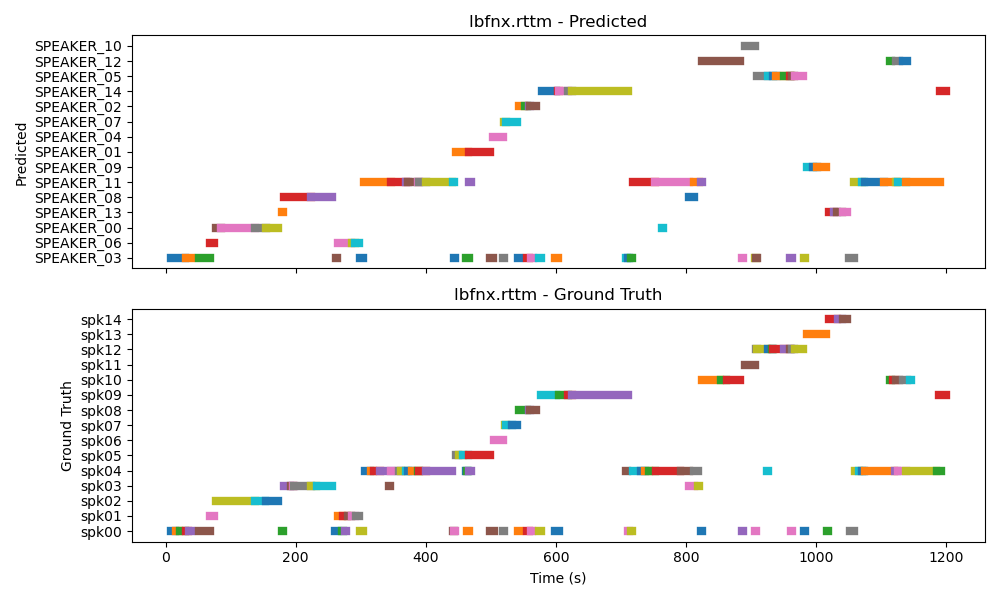 lbfnx.rttm - Predicted
SPEAKER_10
SPEAKER_12
SPEAKER_05
SPEAKER_14
SPEAKER_02
SPEAKER_07
SPEAKER_04
SPEAKER_01
SPEAKER_09
SPEAKER_11
SPEAKER_08
SPEAKER_13
SPEAKER_00
SPEAKER_06
SPEAKER_03
Predicted
lbfnx.rttm - Ground Truth
spk14
spk13
spk12
spk11
spk10
spk09
spk08
spk07
spk06
spk05
spk04
spk03
spk02
spk01
spk00
Ground Truth
0 200 400 600 800 1000 1200
Time (s)